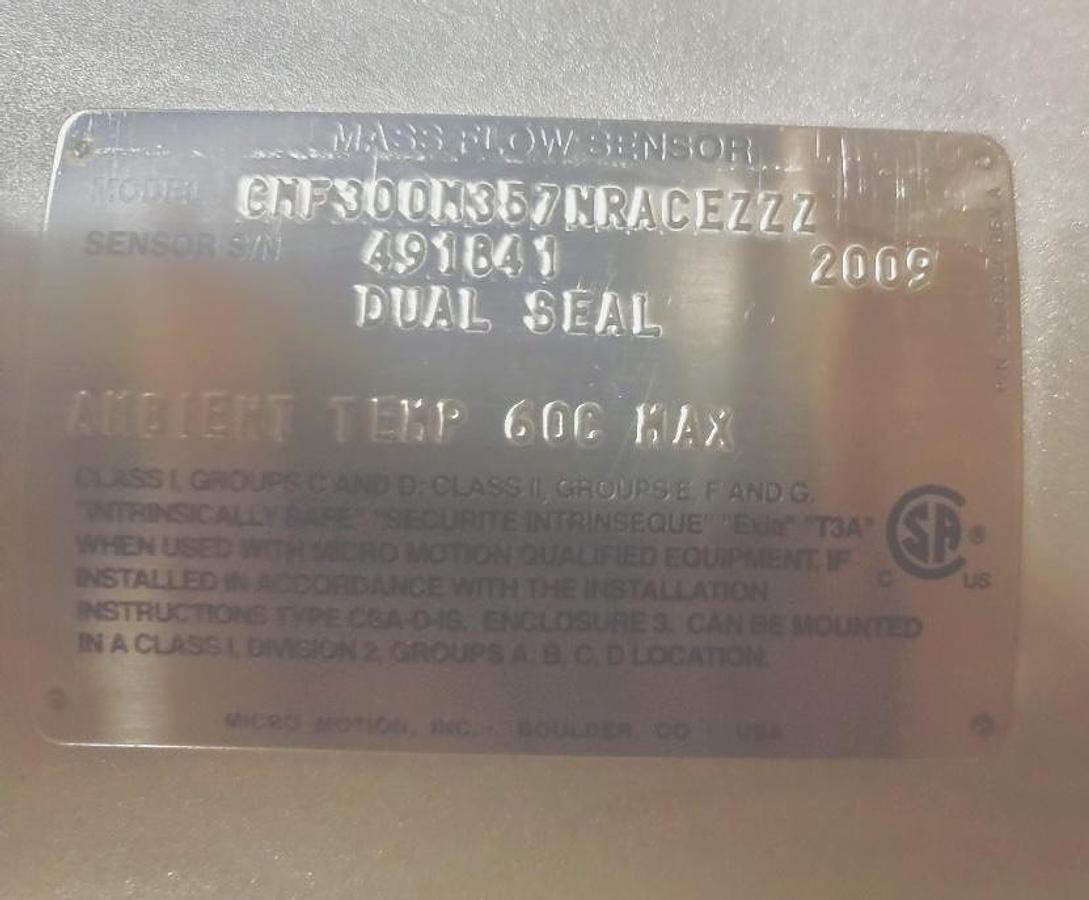 MASS FLOW SENSOR
MODEL CMF300M357NRACEZZZ
SENSOR S/N 491841 2009
DUAL SEAL
AMBIENT TEMP 60C MAX
CLASS I, GROUPS C AND D; CLASS II, GROUPS E, F AND G.
"INTRINSICALLY SAFE" "SECURITE INTRINSEQUE" "Exia" "T3A"
WHEN USED WITH MICRO MOTION QUALIFIED EQUIPMENT, IF
INSTALLED IN ACCORDANCE WITH THE INSTALLATION
INSTRUCTIONS TYPE CSA-D-IS. ENCLOSURE 3. CAN BE MOUNTED
IN A CLASS I, DIVISION 2, GROUPS A, B, C, D LOCATION.
C SA ® US
MICRO MOTION, INC. · BOULDER, CO · USA